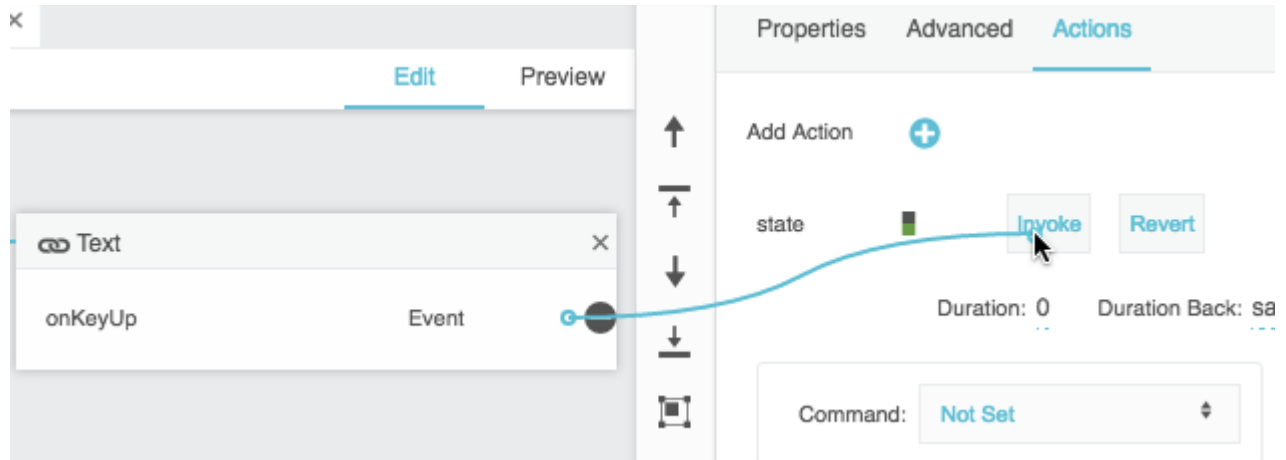 Properties Advanced Actions
Edit Preview
Add Action
state Invoke Revert
Text
onKeyUp Event
Duration: 0 Duration Back: sa
Command: Not Set